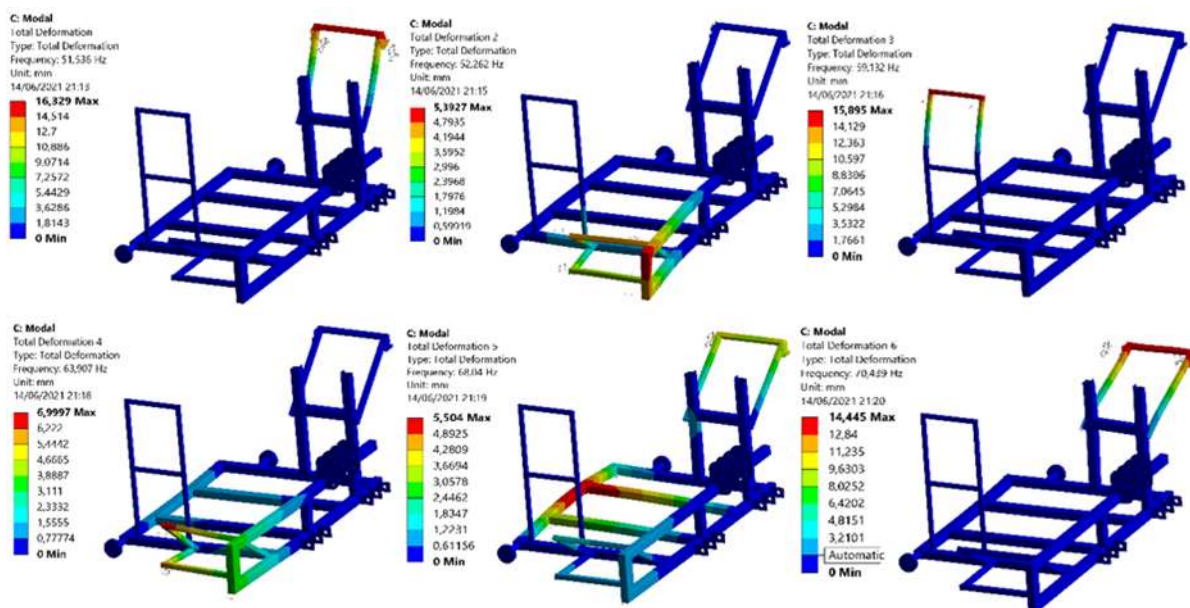 C: Modal
Total Deformation
Type: Total Deformation
Frequency: 51,536 Hz
Unit: mm
14/06/2021 21:13
16,329 Max
14,514
12,7
10,886
9,0714
7,2572
5,4429
3,6286
1,8143
0 Min
C: Modal
Total Deformation 2
Type: Total Deformation
Frequency: 52,262 Hz
Unit: mm
14/06/2021 21:15
5,3927 Max
4,7935
4,1944
3,5952
2,996
2,3968
1,7976
1,1984
0,59919
0 Min
C: Modal
Total Deformation 3
Type: Total Deformation
Frequency: 59,132 Hz
Unit: mm
14/06/2021 21:16
15,895 Max
14,129
12,363
10,597
8,8306
7,0645
5,2984
3,5322
1,7661
0 Min
C: Modal
Total Deformation 4
Type: Total Deformation
Frequency: 63,907 Hz
Unit: mm
14/06/2021 21:18
6,9997 Max
6,222
5,4442
4,6665
3,8887
3,111
2,3332
1,5555
0,77774
0 Min
C: Modal
Total Deformation 5
Type: Total Deformation
Frequency: 68,04 Hz
Unit: mm
14/06/2021 21:19
5,504 Max
4,8925
4,2809
3,6694
3,0578
2,4462
1,8347
1,2231
0,61156
0 Min
C: Modal
Total Deformation 6
Type: Total Deformation
Frequency: 70,439 Hz
Unit: mm
14/06/2021 21:20
14,445 Max
12,84
11,235
9,6303
8,0252
6,4202
4,8151
3,2101
Automatic
0 Min